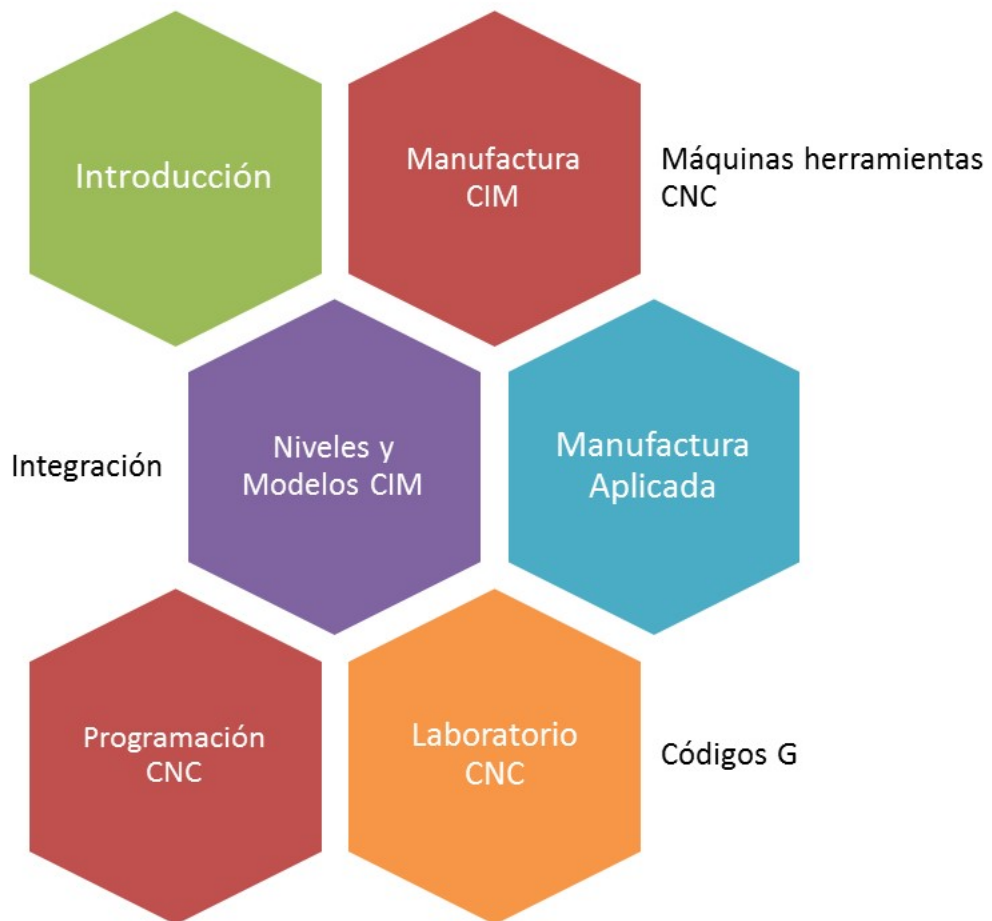 Introducción
Manufactura
CIM
Máquinas herramientas
CNC
Integración
Niveles y
Modelos CIM
Manufactura
Aplicada
Programación
CNC
Laboratorio
CNC
Códigos G